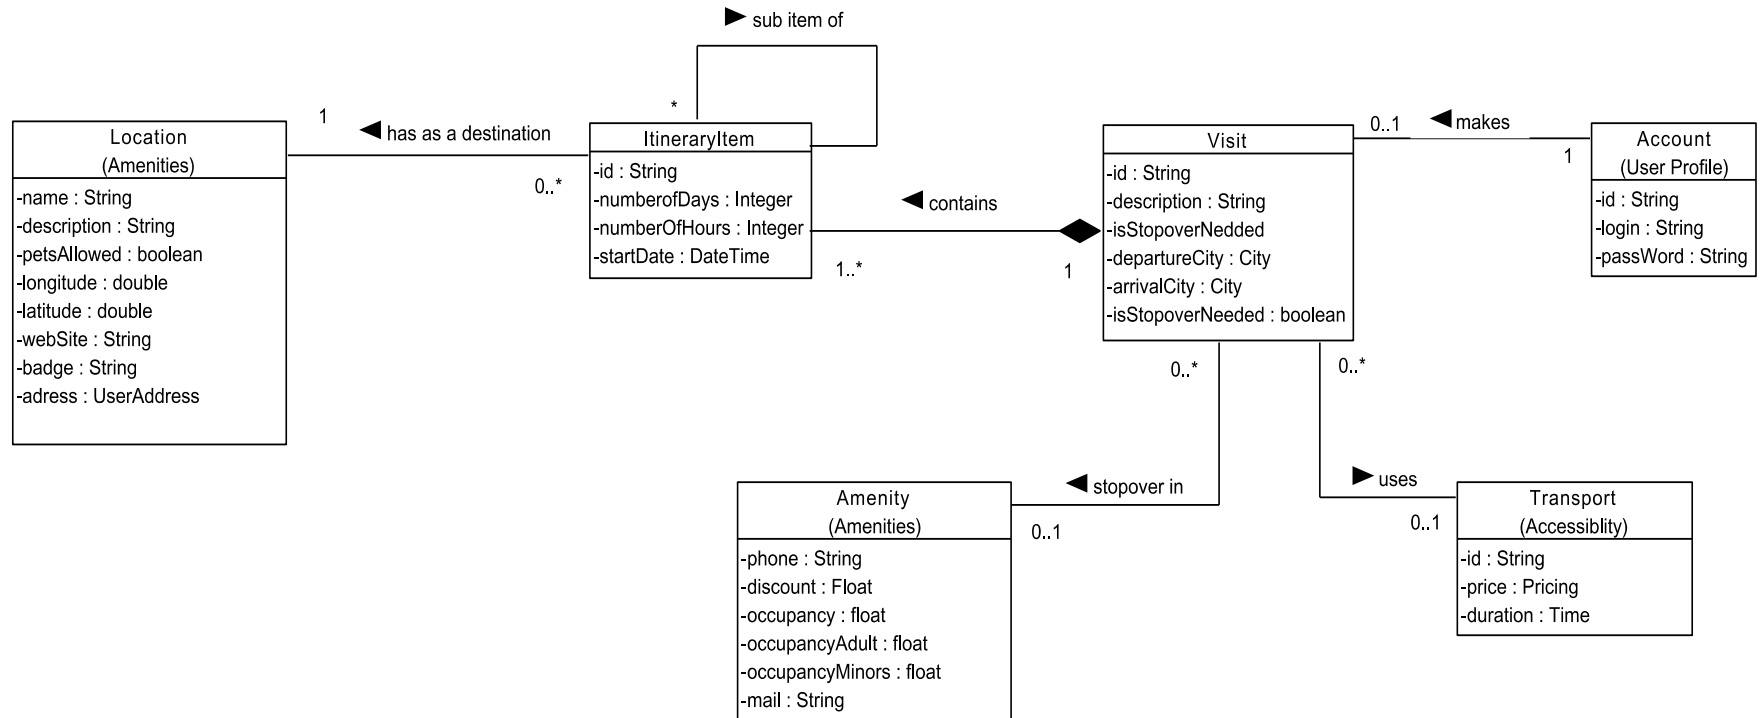 ► sub item of
*
1
◄ has as a destination
0..*
Location
(Amenities)
-name : String
-description : String
-petsAllowed : boolean
-longitude : double
-latitude : double
-webSite : String
-badge : String
-adress : UserAddress
ItineraryItem
-id : String
-numberofDays : Integer
-numberOfHours : Integer
-startDate : DateTime
◄ contains
1..*
1
Visit
-id : String
-description : String
-isStopoverNedded
-departureCity : City
-arrivalCity : City
-isStopoverNeeded : boolean
0..1
◄ makes
1
Account
(User Profile)
-id : String
-login : String
-passWord : String
0..*
0..*
◄ stopover in
0..1
► uses
0..1
Amenity
(Amenities)
-phone : String
-discount : Float
-occupancy : float
-occupancyAdult : float
-occupancyMinors : float
-mail : String
Transport
(Accessiblity)
-id : String
-price : Pricing
-duration : Time